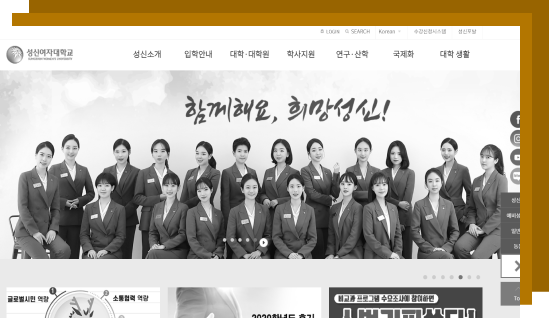 LOGIN SEARCH Korean 수강신청시스템 성신포탈
성신여자대학교
성신소개 입학안내 대학·대학원 학사지원 연구·산학 국제화 대학생활
함께해요, 희망성신!
글로벌시민 역량 1
소통협력 역량
2020학년도 후기
비교과 프로그램 수요조사에 참여하면